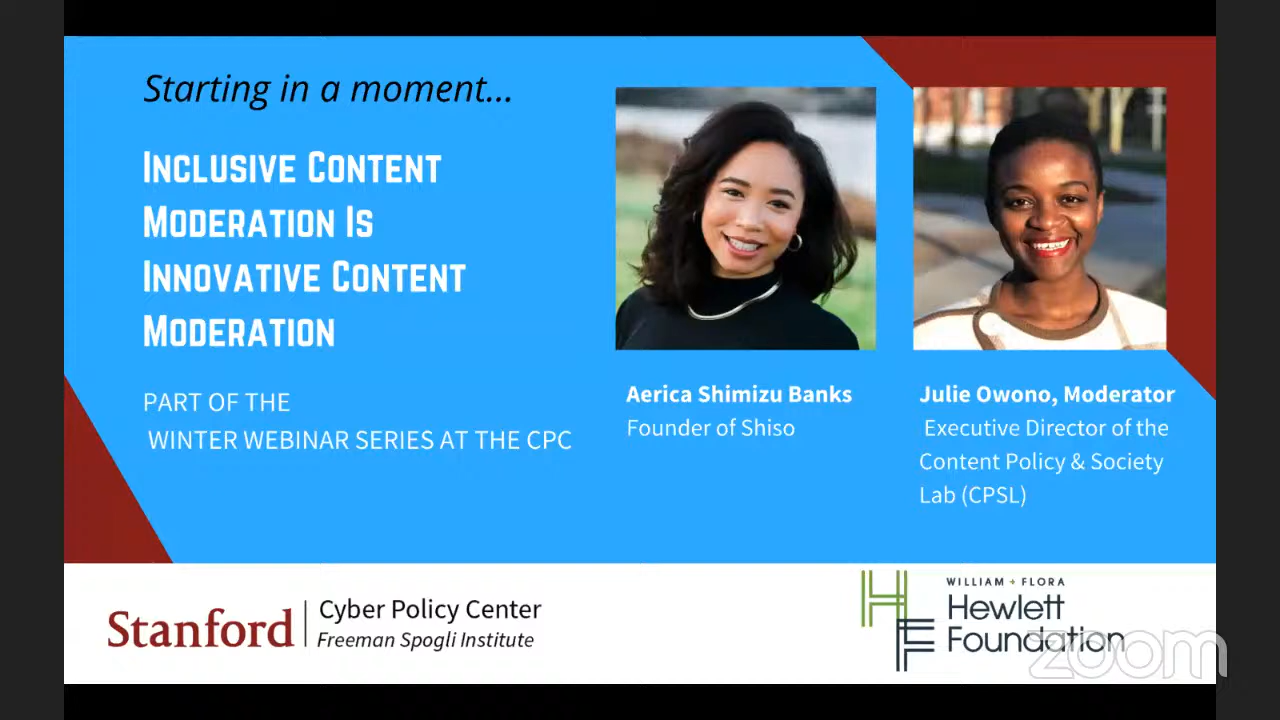 Starting in a moment...
Inclusive Content
Moderation Is
Innovative Content
Moderation
PART OF THE
WINTER WEBINAR SERIES AT THE CPC
Aerica Shimizu Banks
Founder of Shiso
Julie Owono, Moderator
Executive Director of the
Content Policy & Society
Lab (CPSL)
Stanford
Cyber Policy Center
Freeman Spogli Institute
WILLIAM + FLORA
Hewlett
Foundation
zoom